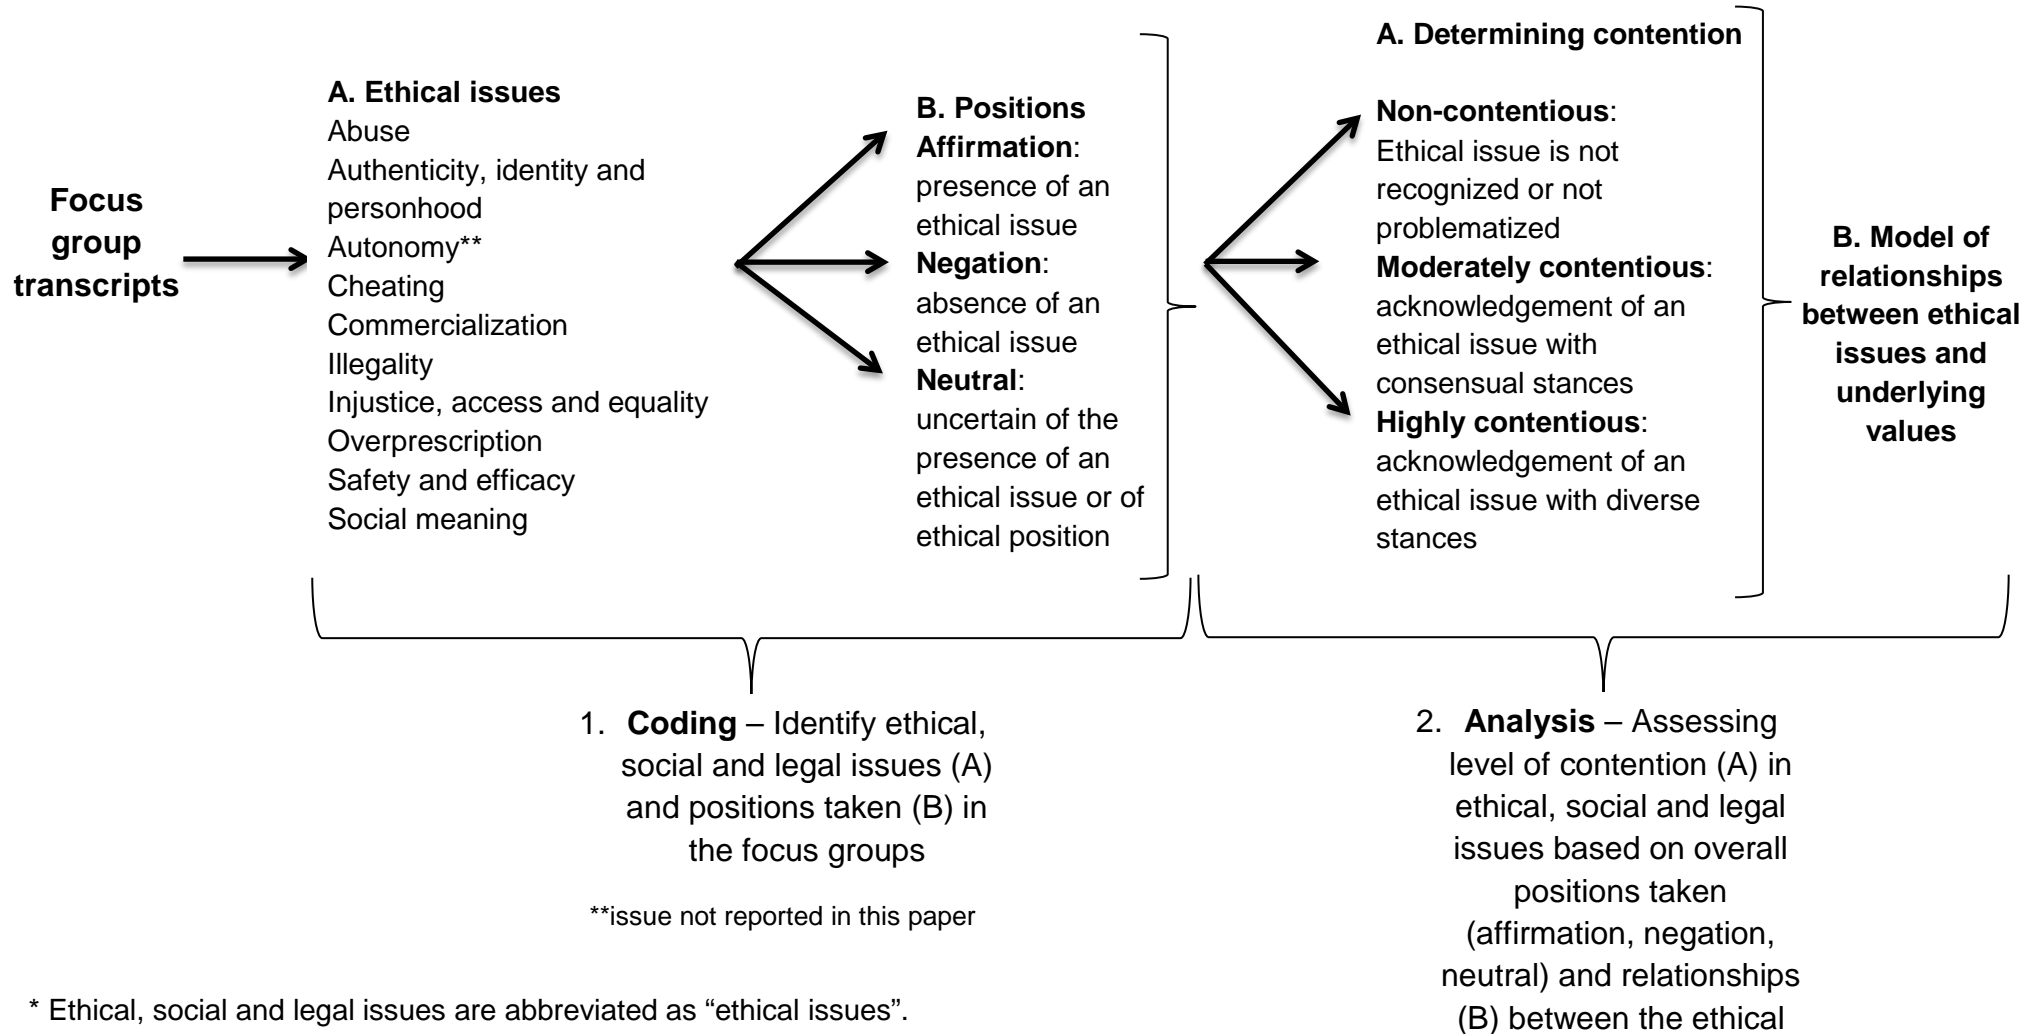 Focus
group
transcripts
A. Ethical issues
Abuse
Authenticity, identity and
personhood
Autonomy**
Cheating
Commercialization
Illegality
Injustice, access and equality
Overprescription
Safety and efficacy
Social meaning
B. Positions
Affirmation:
presence of an
ethical issue
Negation:
absence of an
ethical issue
Neutral:
uncertain of the
presence of an
ethical issue or of
ethical position
A. Determining contention
Non-contentious:
Ethical issue is not
recognized or not
problematized
Moderately contentious:
acknowledgement of an
ethical issue with
consensual stances
Highly contentious:
acknowledgement of an
ethical issue with diverse
stances
B. Model of
relationships
between ethical
issues and
underlying
values
1. Coding – Identify ethical,
social and legal issues (A)
and positions taken (B) in
the focus groups
**issue not reported in this paper
2. Analysis – Assessing
level of contention (A) in
ethical, social and legal
issues based on overall
positions taken
(affirmation, negation,
neutral) and relationships
(B) between the ethical
* Ethical, social and legal issues are abbreviated as “ethical issues”.